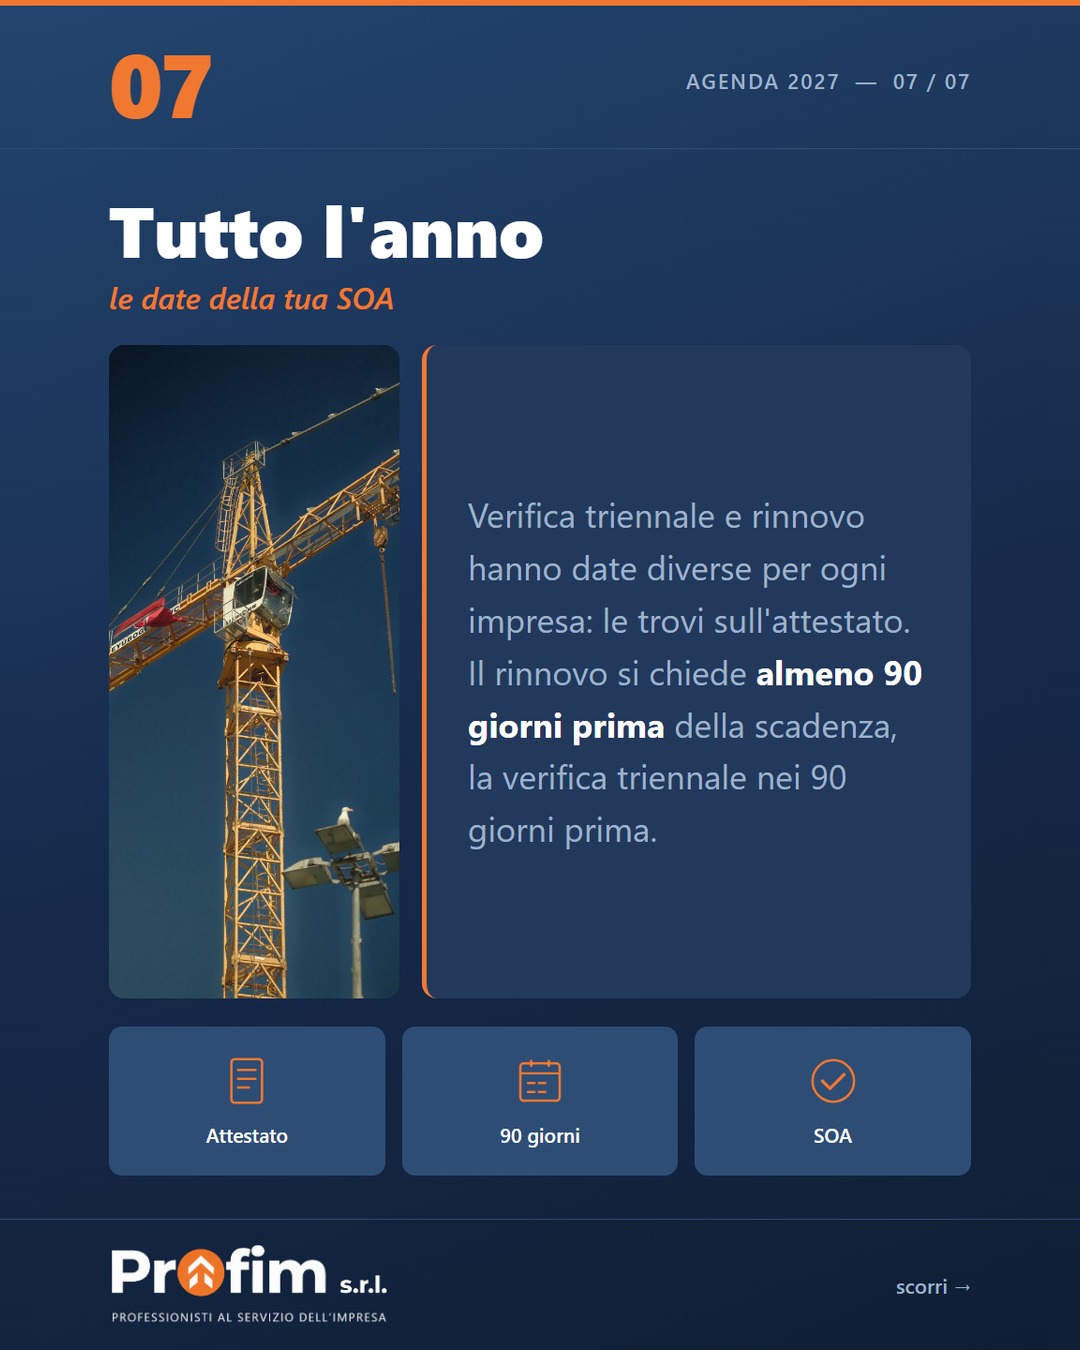 07
AGENDA 2027 — 07 / 07
Tutto l'anno
le date della tua SOA
Verifica triennale e rinnovo
hanno date diverse per ogni
impresa: le trovi sull'attestato.
Il rinnovo si chiede almeno 90
giorni prima della scadenza,
la verifica triennale nei 90
giorni prima.
Attestato
90 giorni
SOA
Profim s.r.l.
PROFESSIONISTI AL SERVIZIO DELL'IMPRESA
scorri →